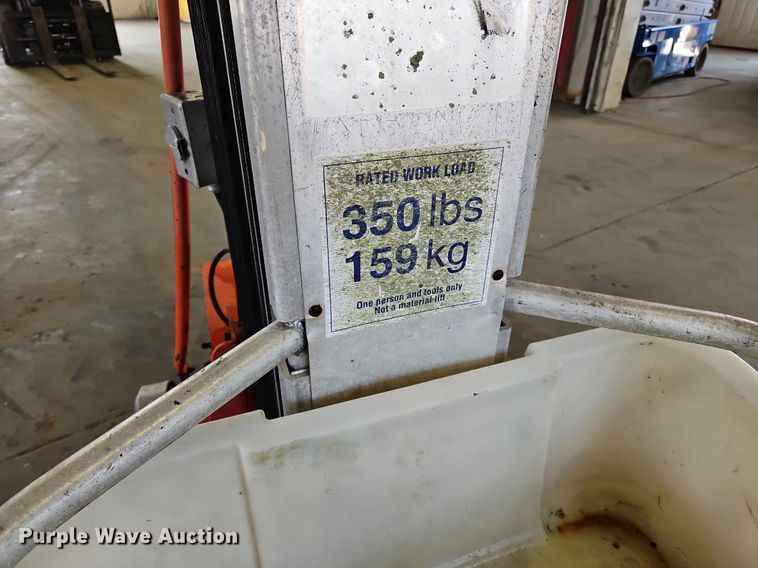 RATED WORK LOAD
350 lbs
159 kg
One person and tools only
Not a material lift
Purple Wave Auction